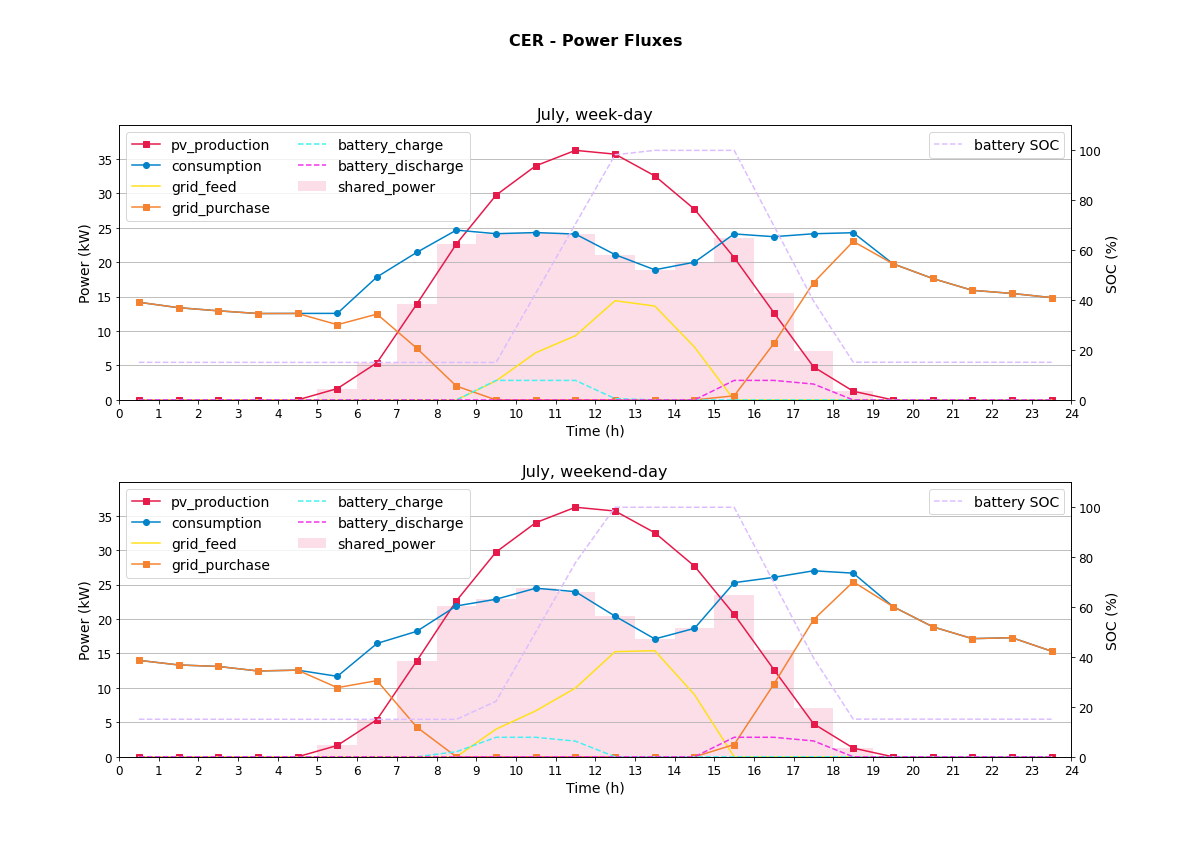 CER - Power Fluxes
July, week-day
pv_production
consumption
grid_feed
grid_purchase
battery_charge
battery_discharge
shared_power
battery SOC
Power (kW)
0
5
10
15
20
25
30
35
SOC (%)
0
20
40
60
80
100
0 1 2 3 4 5 6 7 8 9 10 11 12 13 14 15 16 17 18 19 20 21 22 23 24
Time (h)
July, weekend-day
pv_production
consumption
grid_feed
grid_purchase
battery_charge
battery_discharge
shared_power
battery SOC
Power (kW)
0
5
10
15
20
25
30
35
SOC (%)
0
20
40
60
80
100
0 1 2 3 4 5 6 7 8 9 10 11 12 13 14 15 16 17 18 19 20 21 22 23 24
Time (h)